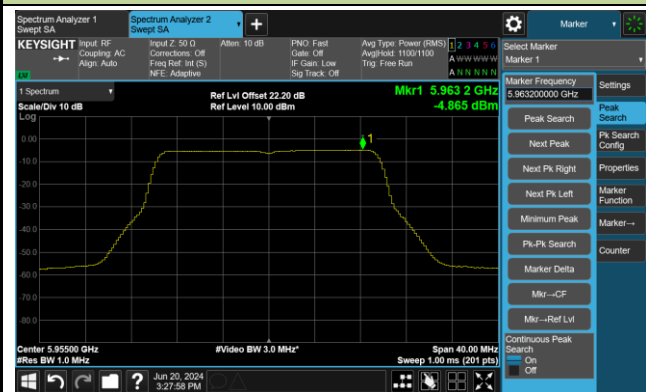 Spectrum Analyzer 1
Swept SA
Spectrum Analyzer 2
Swept SA
Marker
KEYSIGHT
Input: RF
Coupling: AC
Align: Auto
Input Z: 50 Ω
Corrections: Off
Freq Ref: Int (S)
NFE: Adaptive
Atten: 10 dB
PNO: Fast
Gate: Off
IF Gain: Low
Sig Track: Off
Avg Type: Power (RMS)
Avg|Hold: 1100/1100
Trig: Free Run
1 2 3 4 5 6
A W W W W W
A N N N N N
Select Marker
Marker 1
LXI
1 Spectrum
Scale/Div 10 dB
Log
Ref Lvl Offset 22.20 dB
Ref Level 10.00 dBm
Mkr1 5.963 2 GHz
-4.865 dBm
0.00
-10.0
-20.0
-30.0
-40.0
-50.0
-60.0
-70.0
-80.0
1
Center 5.95500 GHz
#Res BW 1.0 MHz
#Video BW 3.0 MHz*
Span 40.00 MHz
Sweep 1.00 ms (201 pts)
Marker Frequency
5.963200000 GHz
Peak Search
Next Peak
Next Pk Right
Next Pk Left
Minimum Peak
Pk-Pk Search
Marker Delta
Mkr→CF
Mkr→Ref Lvl
Continuous Peak
Search
On
Off
Settings
Peak
Search
Pk Search
Config
Properties
Marker
Function
Marker→
Counter
?
Jun 20, 2024
3:27:58 PM